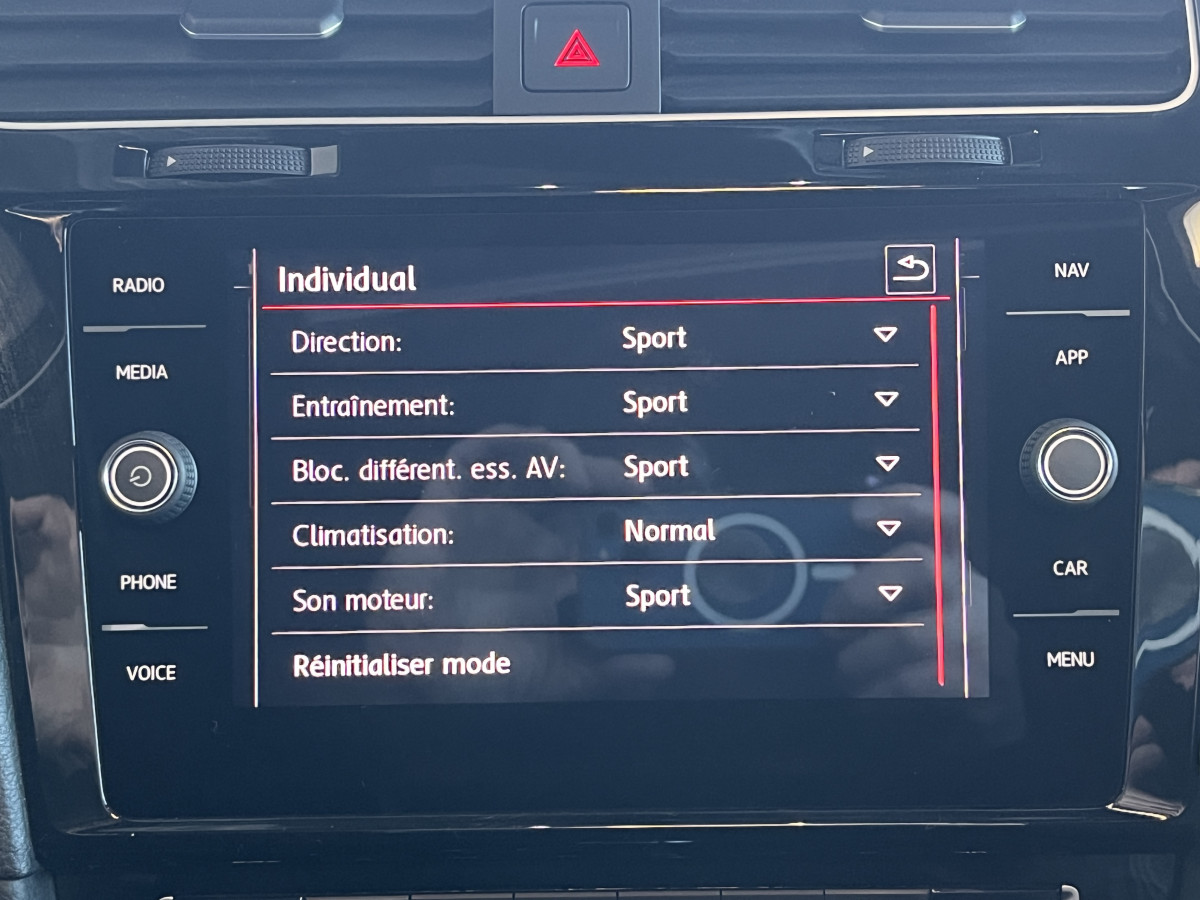 RADIO
MEDIA
PHONE
VOICE
Individual
Direction: Sport
Entraînement: Sport
Bloc. différent. ess. AV: Sport
Climatisation: Normal
Son moteur: Sport
Réinitialiser mode
NAV
APP
CAR
MENU